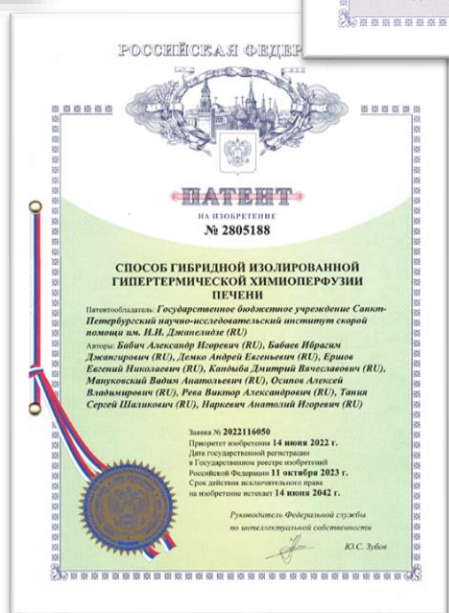 РОССИЙСКАЯ ФЕДЕР
ПАТЕНТ
НА ИЗОБРЕТЕНИЕ
№ 2805188
СПОСОБ ГИБРИДНОЙ ИЗОЛИРОВАННОЙ
ГИПЕРТЕРМИЧЕСКОЙ ХИМИОПЕРФУЗИИ
ПЕЧЕНИ
Патентообладатель: Государственное бюджетное учреждение Санкт-
Петербургский научно-исследовательский институт скорой
помощи им. И.И. Джанелидзе (RU)
Авторы: Бабич Александр Игоревич (RU), Бабаев Ибрагим
Джангирович (RU), Демко Андрей Евгеньевич (RU), Ершов
Евгений Николаевич (RU), Кандыба Дмитрий Вячеславович (RU),
Мануковский Вадим Анатольевич (RU), Осипов Алексей
Владимирович (RU), Рева Виктор Александрович (RU), Тания
Сергей Шаликович (RU), Наркевич Анатолий Игоревич (RU)
Заявка № 2022116050
Приоритет изобретения 14 июня 2022 г.
Дата государственной регистрации
в Государственном реестре изобретений
Российской Федерации 11 октября 2023 г.
Срок действия исключительного права
на изобретение истекает 14 июня 2042 г.
Руководитель Федеральной службы
по интеллектуальной собственности
Ю.С. Зубов